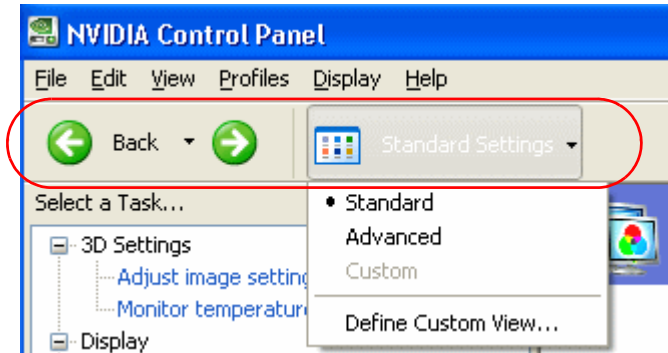 NVIDIA Control Panel
File Edit View Profiles Display Help
Back Standard Settings
Select a Task...
Standard
3D Settings
Advanced
Adjust image setting
Custom
Monitor temperatur
Define Custom View...
Display